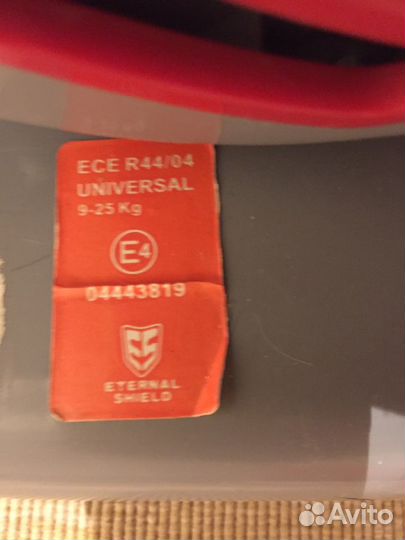 ECE R44/04
UNIVERSAL
9-25 Kg
E4
04443819
ETERNAL
SHIELD
Avito